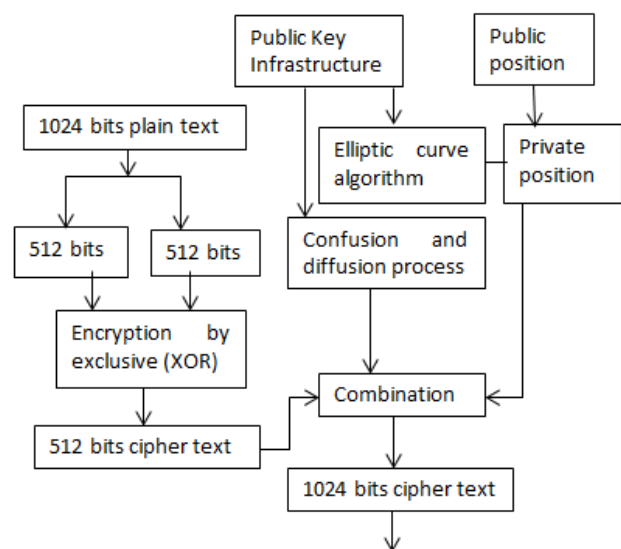 Public Key
Infrastructure
Public
position
1024 bits plain text
Elliptic curve
algorithm
Private
position
512 bits
512 bits
Confusion and
diffusion process
Encryption by
exclusive (XOR)
Combination
512 bits cipher text
1024 bits cipher text